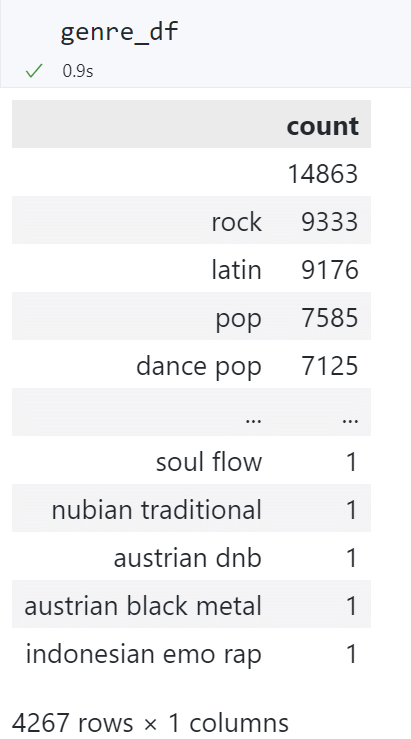 genre_df
0.9s
count
14863
rock 9333
latin 9176
pop 7585
dance pop 7125
... ...
soul flow 1
nubian traditional 1
austrian dnb 1
austrian black metal 1
indonesian emo rap 1
4267 rows × 1 columns